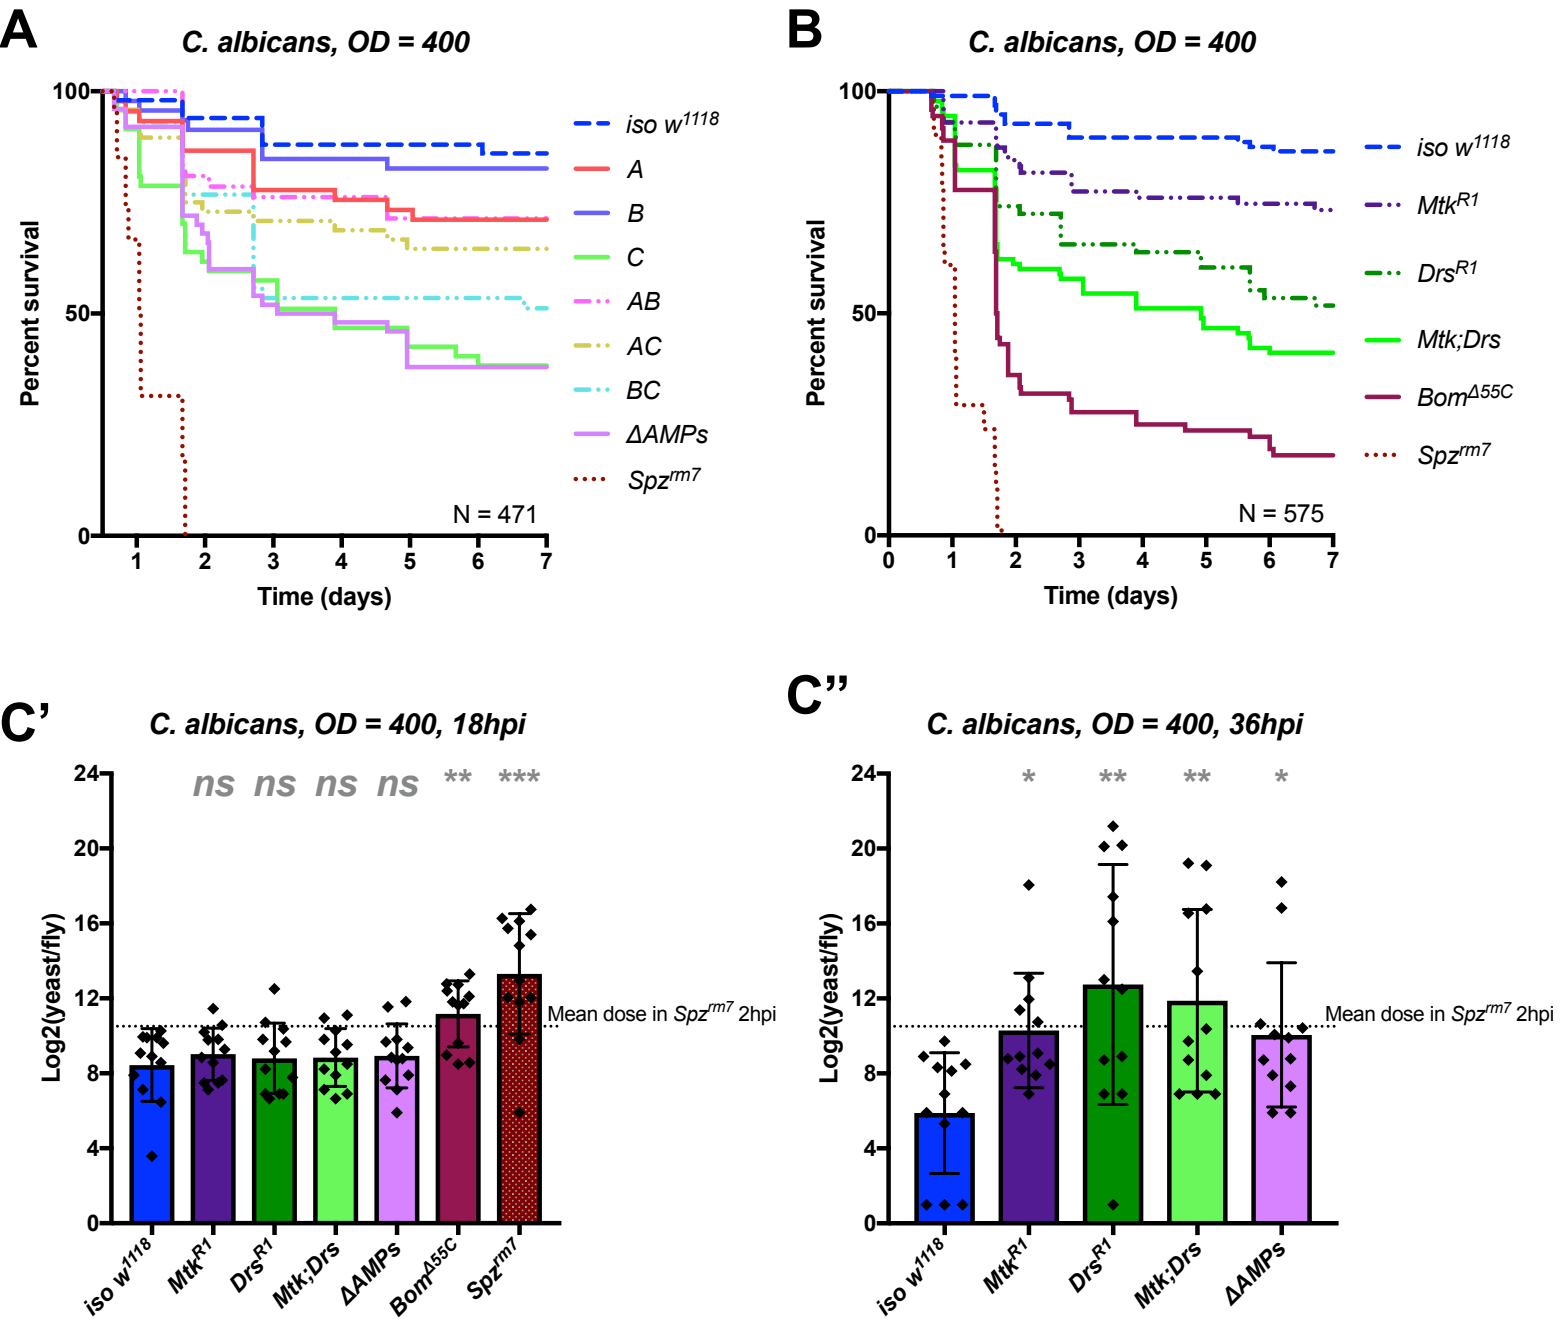 A
C. albicans, OD = 400
Percent survival
100
50
0
1 2 3 4 5 6 7
Time (days)
N = 471
iso w1118
A
B
C
AB
AC
BC
ΔAMPs
Spzrm7
B
C. albicans, OD = 400
Percent survival
100
50
0
0 1 2 3 4 5 6 7
Time (days)
N = 575
iso w1118
MtkR1
DrsR1
Mtk;Drs
BomΔ55C
Spzrm7
C’
C. albicans, OD = 400, 18hpi
Log2(yeast/fly)
24
20
16
12
8
4
0
ns ns ns ns ** ***
Mean dose in Spzrm7 2hpi
iso w1118
MtkR1
DrsR1
Mtk;Drs
ΔAMPs
BomΔ55C
Spzrm7
C”
C. albicans, OD = 400, 36hpi
Log2(yeast/fly)
24
20
16
12
8
4
0
* ** ** *
Mean dose in Spzrm7 2hpi
iso w1118
MtkR1
DrsR1
Mtk;Drs
ΔAMPs